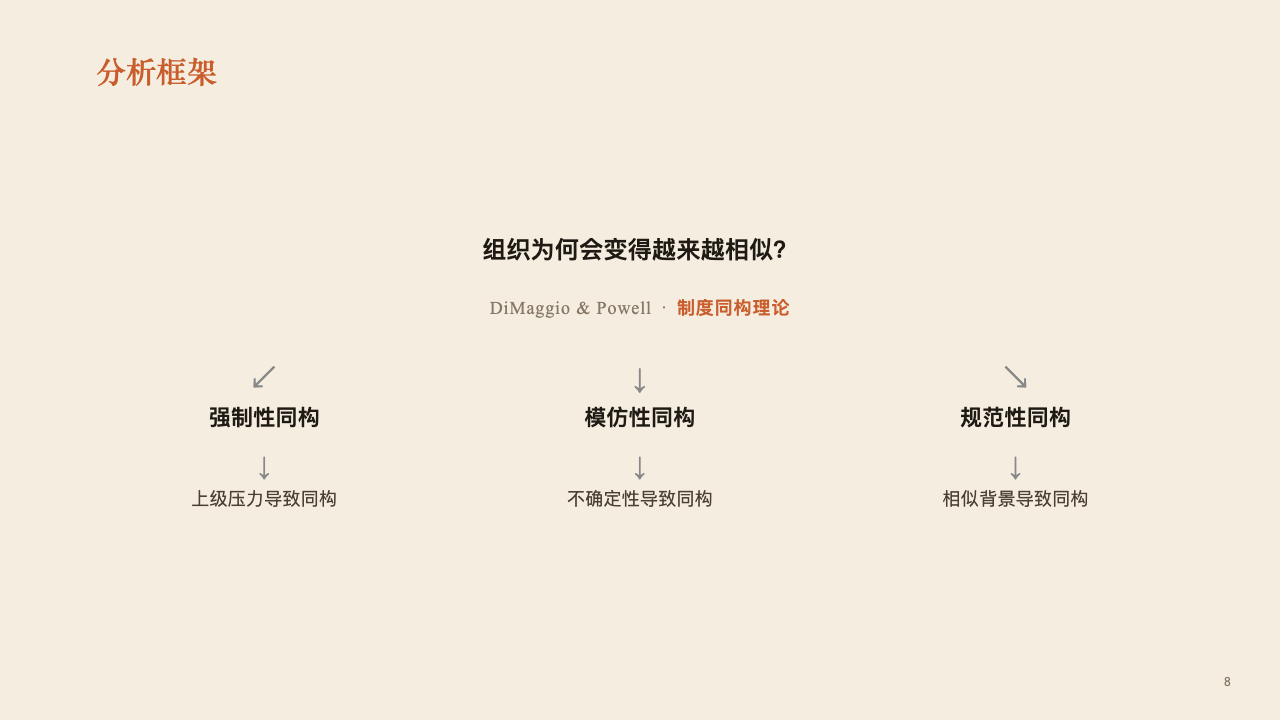 分析框架
组织为何会变得越来越相似?
DiMaggio & Powell · 制度同构理论
↙ ↓ ↘
强制性同构 模仿性同构 规范性同构
↓ ↓ ↓
上级压力导致同构 不确定性导致同构 相似背景导致同构
8